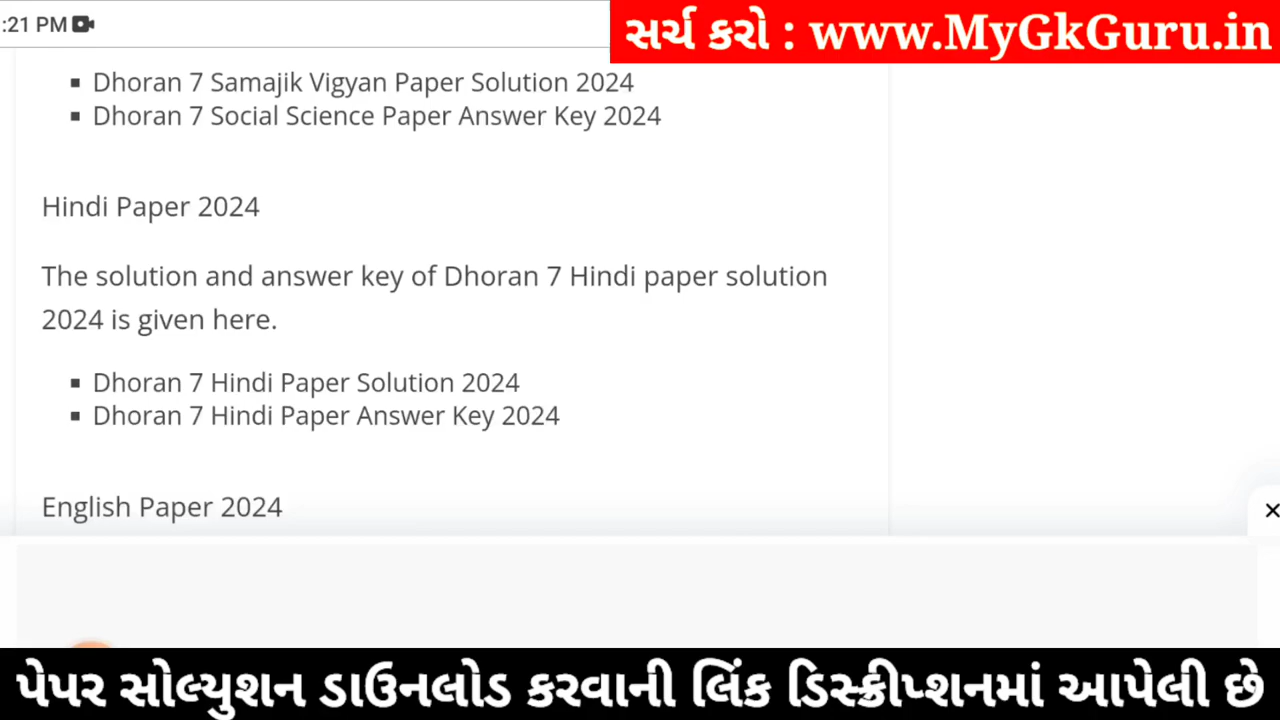 :21 PM
સર્ચ કરો : www.MyGkGuru.in
▪ Dhoran 7 Samajik Vigyan Paper Solution 2024
▪ Dhoran 7 Social Science Paper Answer Key 2024
Hindi Paper 2024
The solution and answer key of Dhoran 7 Hindi paper solution
2024 is given here.
▪ Dhoran 7 Hindi Paper Solution 2024
▪ Dhoran 7 Hindi Paper Answer Key 2024
English Paper 2024
પેપર સોલ્યુશન ડાઉનલોડ કરવાની લિંક ડિસ્ક્રીપ્શનમાં આપેલી છે